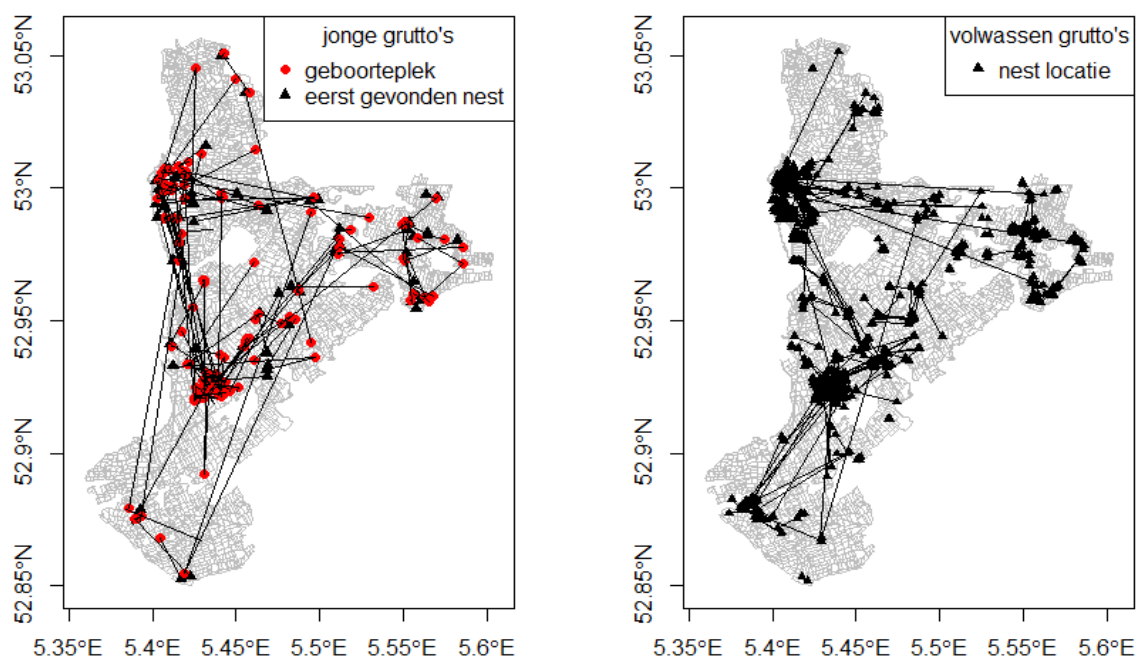 jonge grutto's
geboorteplek
eerst gevonden nest
53.05°N
53°N
52.95°N
52.9°N
52.85°N
5.35°E 5.4°E 5.45°E 5.5°E 5.55°E 5.6°E
volwassen grutto's
nest locatie
53.05°N
53°N
52.95°N
52.9°N
52.85°N
5.35°E 5.4°E 5.45°E 5.5°E 5.55°E 5.6°E